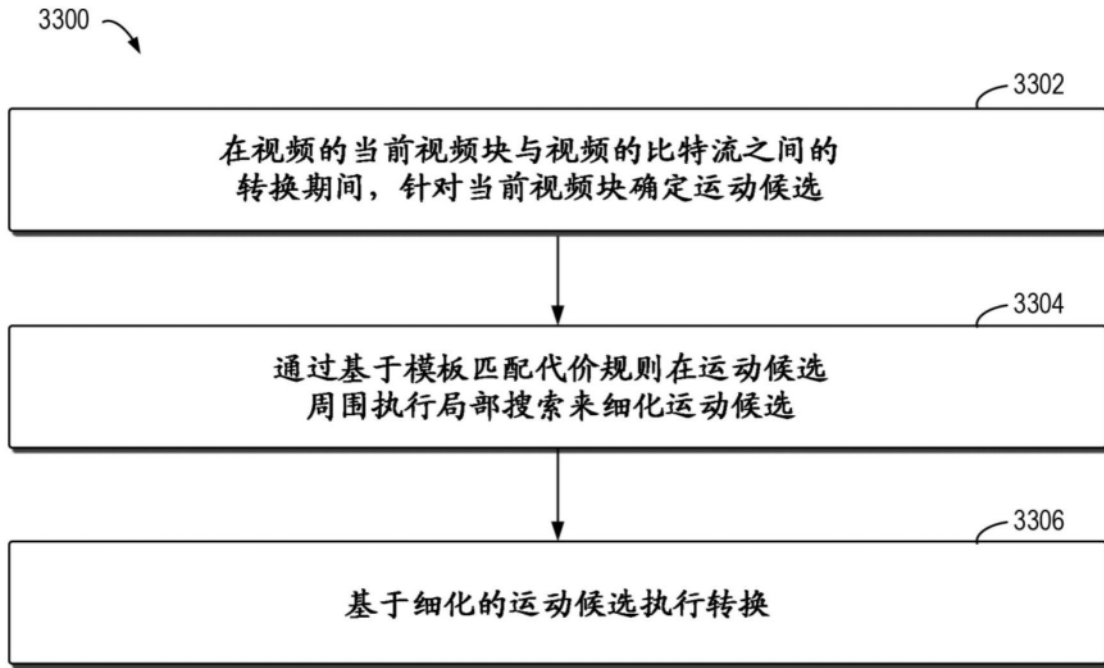 3300
3302
在视频的当前视频块与视频的比特流之间的
转换期间，针对当前视频块确定运动候选
3304
通过基于模板匹配代价规则在运动候选
周围执行局部搜索来细化运动候选
3306
基于细化的运动候选执行转换